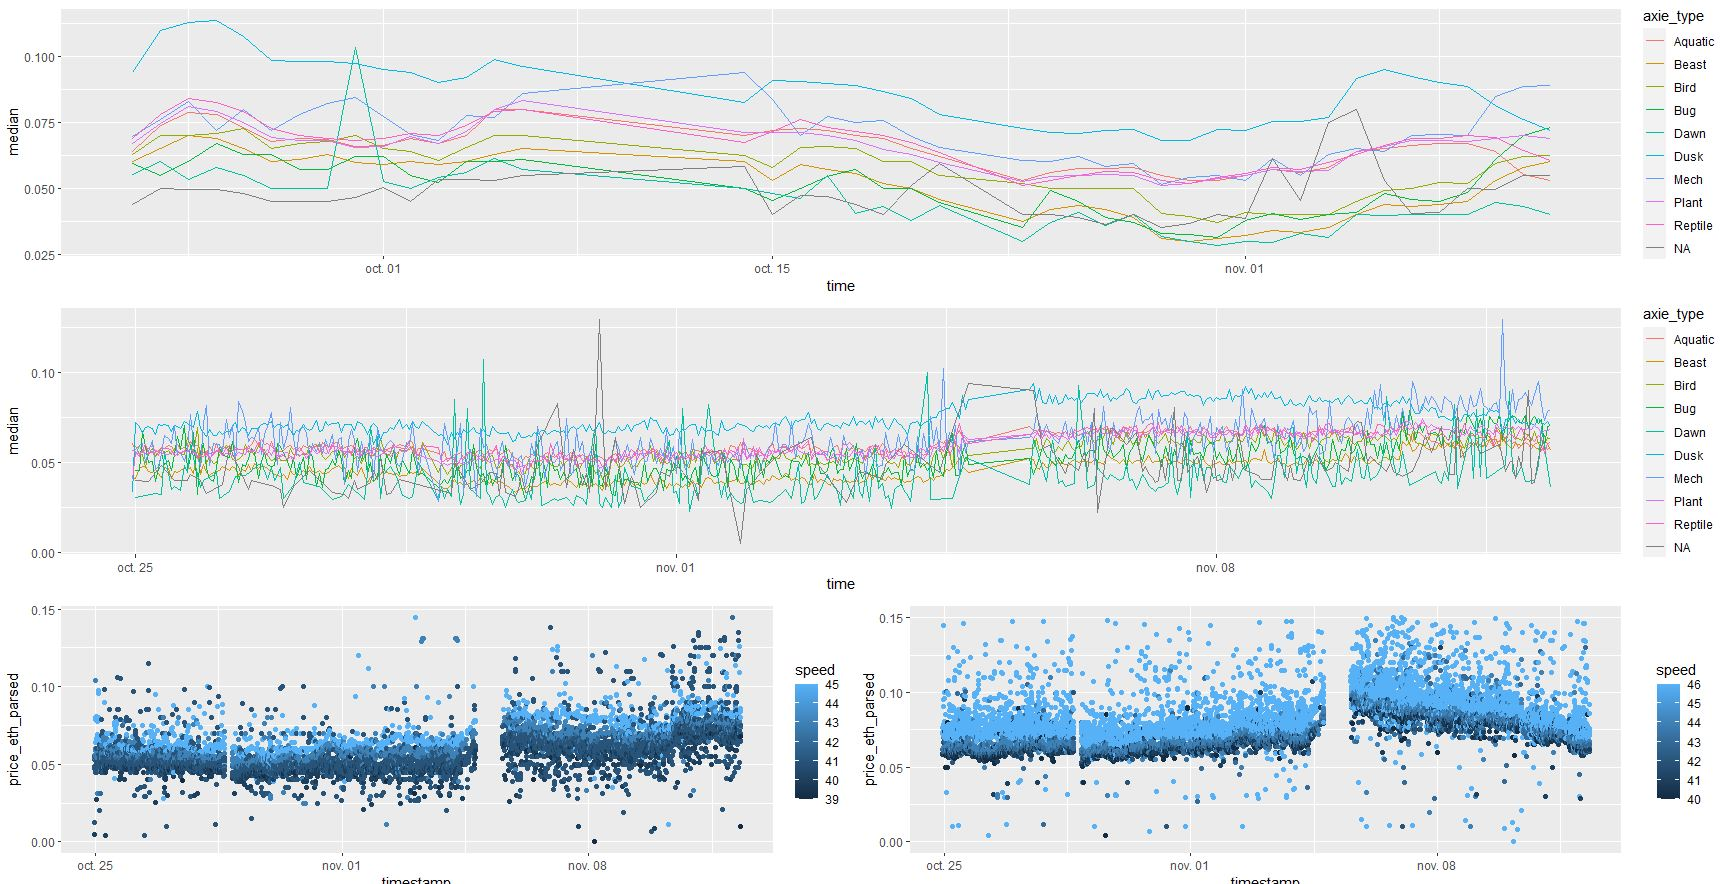 axie_type
0.100
0.075
0.050
0.025
median
oct. 01
oct. 15
nov. 01
time
Aquatic
Beast
Bird
Bug
Dawn
Dusk
Mech
Plant
Reptile
NA
axie_type
0.10
0.05
0.00
median
oct. 25
nov. 01
nov. 08
time
Aquatic
Beast
Bird
Bug
Dawn
Dusk
Mech
Plant
Reptile
NA
0.15
0.10
0.05
0.00
price_eth_parsed
oct. 25
nov. 01
nov. 08
timestamp
speed
45
44
43
42
41
40
39
0.15
0.10
0.05
0.00
price_eth_parsed
oct. 25
nov. 01
nov. 08
timestamp
speed
46
45
44
43
42
41
40